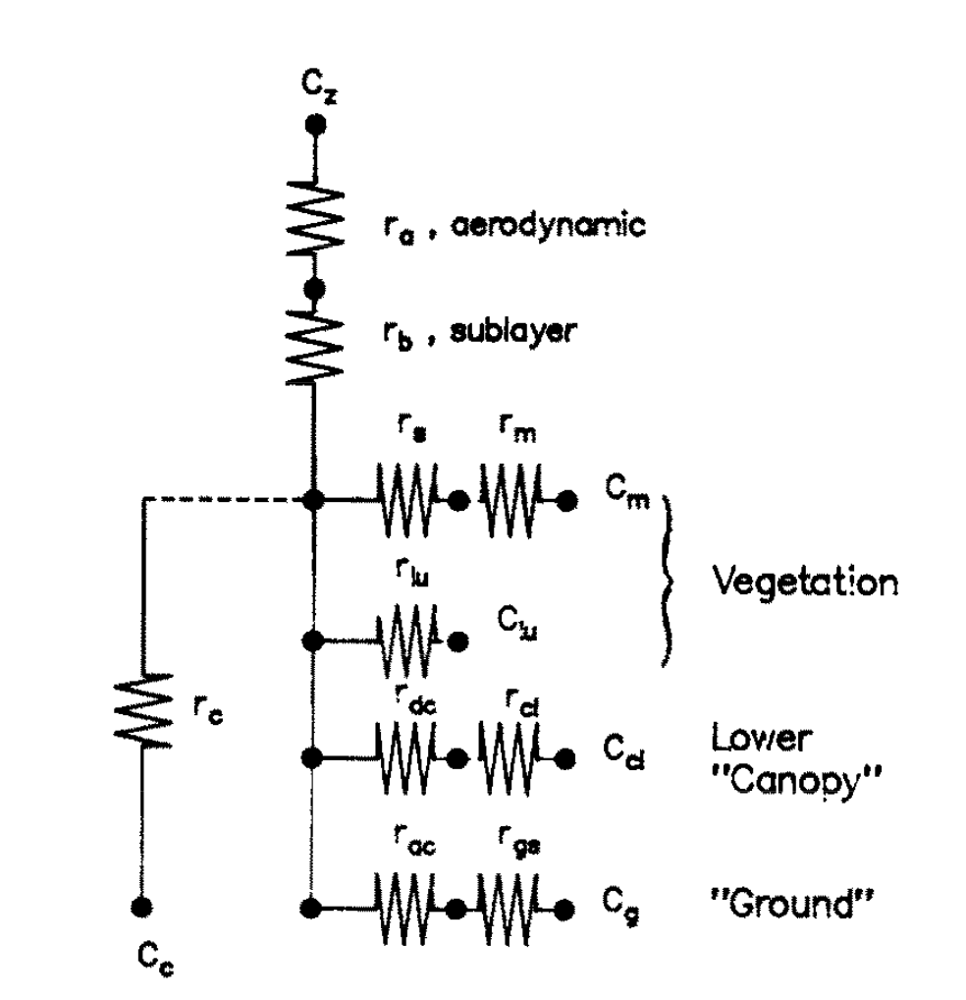 C_z
r_a , aerodynamic
r_b , sublayer
r_s r_m
C_m
r_lu
Vegetation
C_lu
r_c
r_dc r_cl
C_cl Lower
"Canopy"
r_ac r_gs
C_g "Ground"
C_c